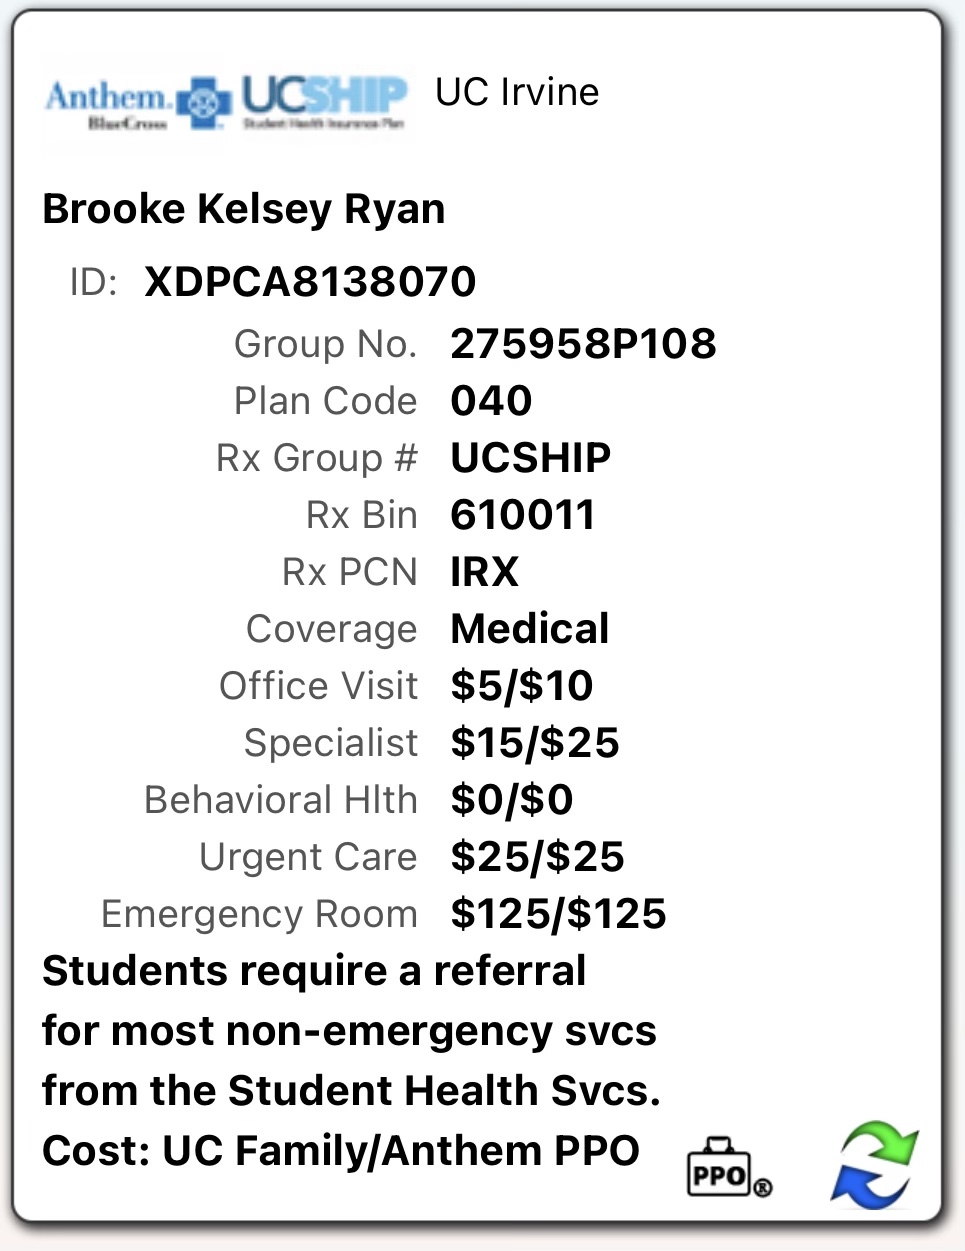 Anthem. UCSHIP UC Irvine
BlueCross Student Health Insurance Plan
Brooke Kelsey Ryan
ID: XDPCA8138070
Group No. 275958P108
Plan Code 040
Rx Group # UCSHIP
Rx Bin 610011
Rx PCN IRX
Coverage Medical
Office Visit $5/$10
Specialist $15/$25
Behavioral Hlth $0/$0
Urgent Care $25/$25
Emergency Room $125/$125
Students require a referral
for most non-emergency svcs
from the Student Health Svcs.
Cost: UC Family/Anthem PPO PPO®